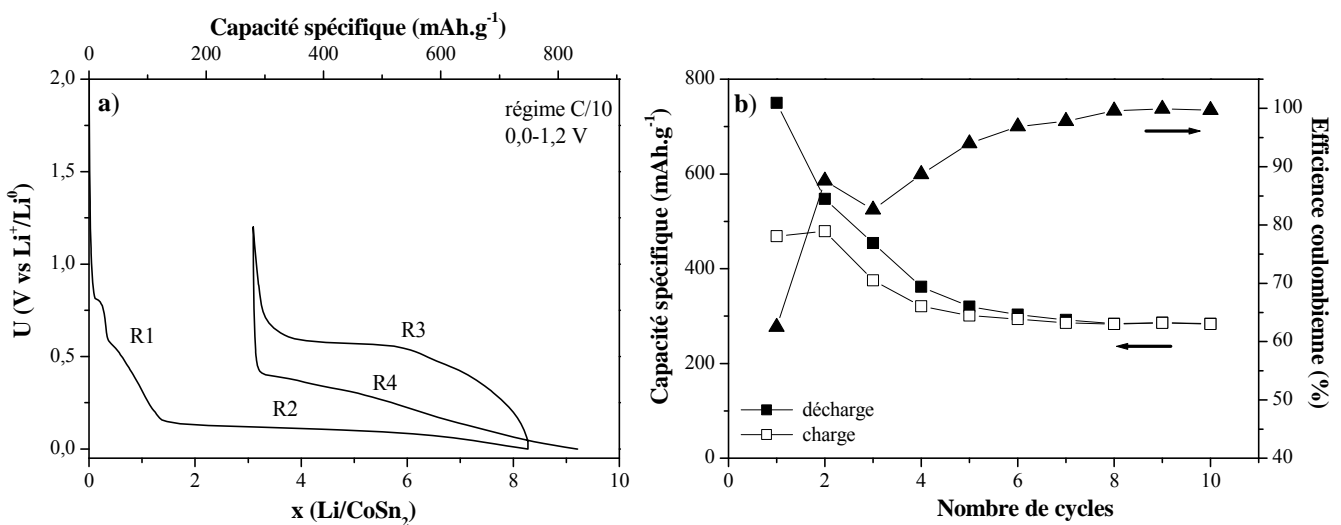 Capacité spécifique (mAh.g⁻¹)
0 200 400 600 800
a)
régime C/10
0,0-1,2 V
2,0
1,5
1,0
0,5
0,0
U (V vs Li⁺/Li⁰)
R1
R2
R3
R4
0 2 4 6 8 10
x (Li/CoSn₂)
b)
800
600
400
200
0
Capacité spécifique (mAh.g⁻¹)
décharge
charge
100
90
80
70
60
50
40
Efficience coulombienne (%)
0 2 4 6 8 10
Nombre de cycles